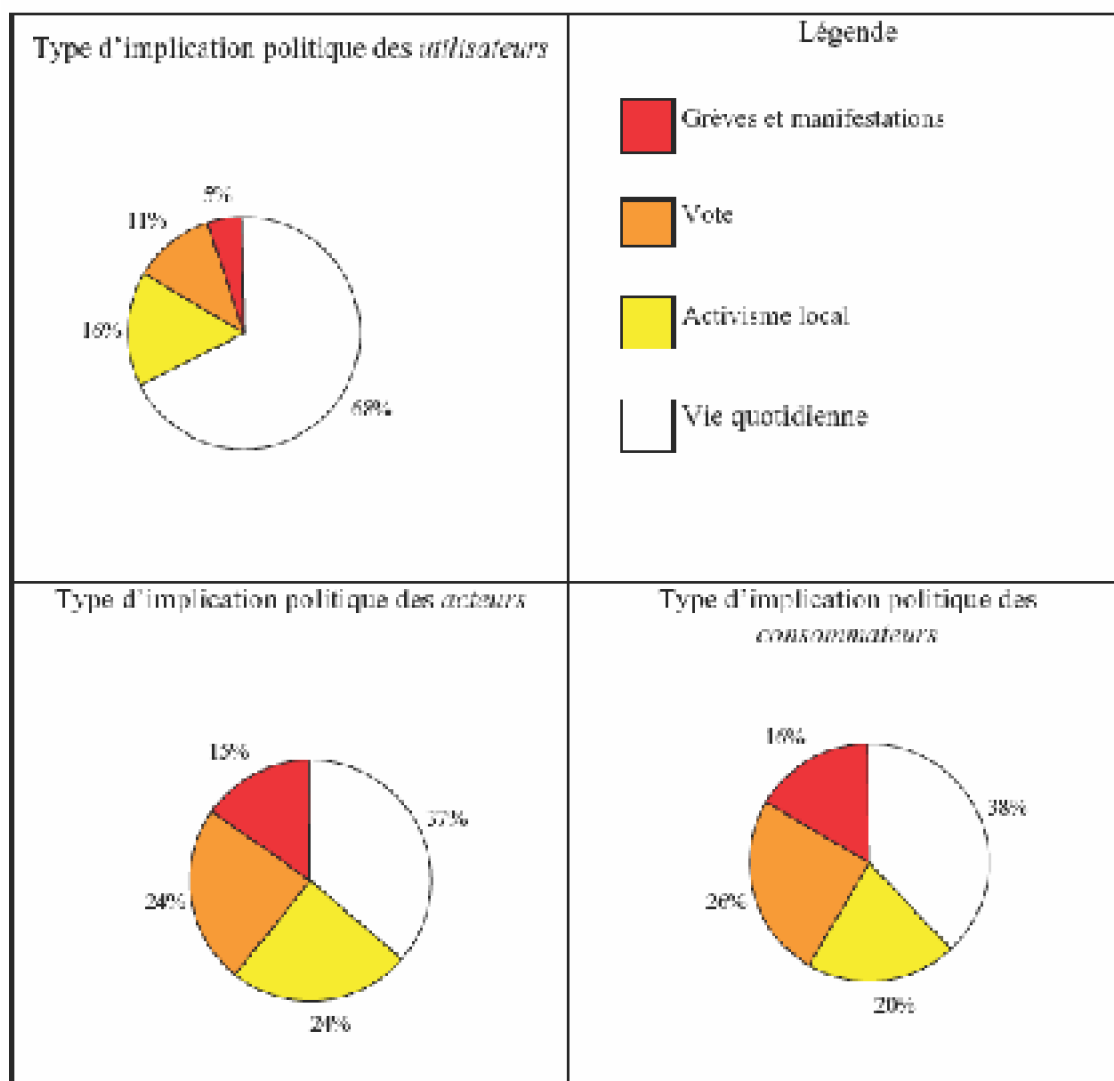 Type d'implication politique des utilisateurs
5%
11%
16%
68%
Légende
Grèves et manifestations
Vote
Activisme local
Vie quotidienne
Type d'implication politique des acteurs
15%
37%
24%
24%
Type d'implication politique des
consommateurs
16%
38%
26%
20%